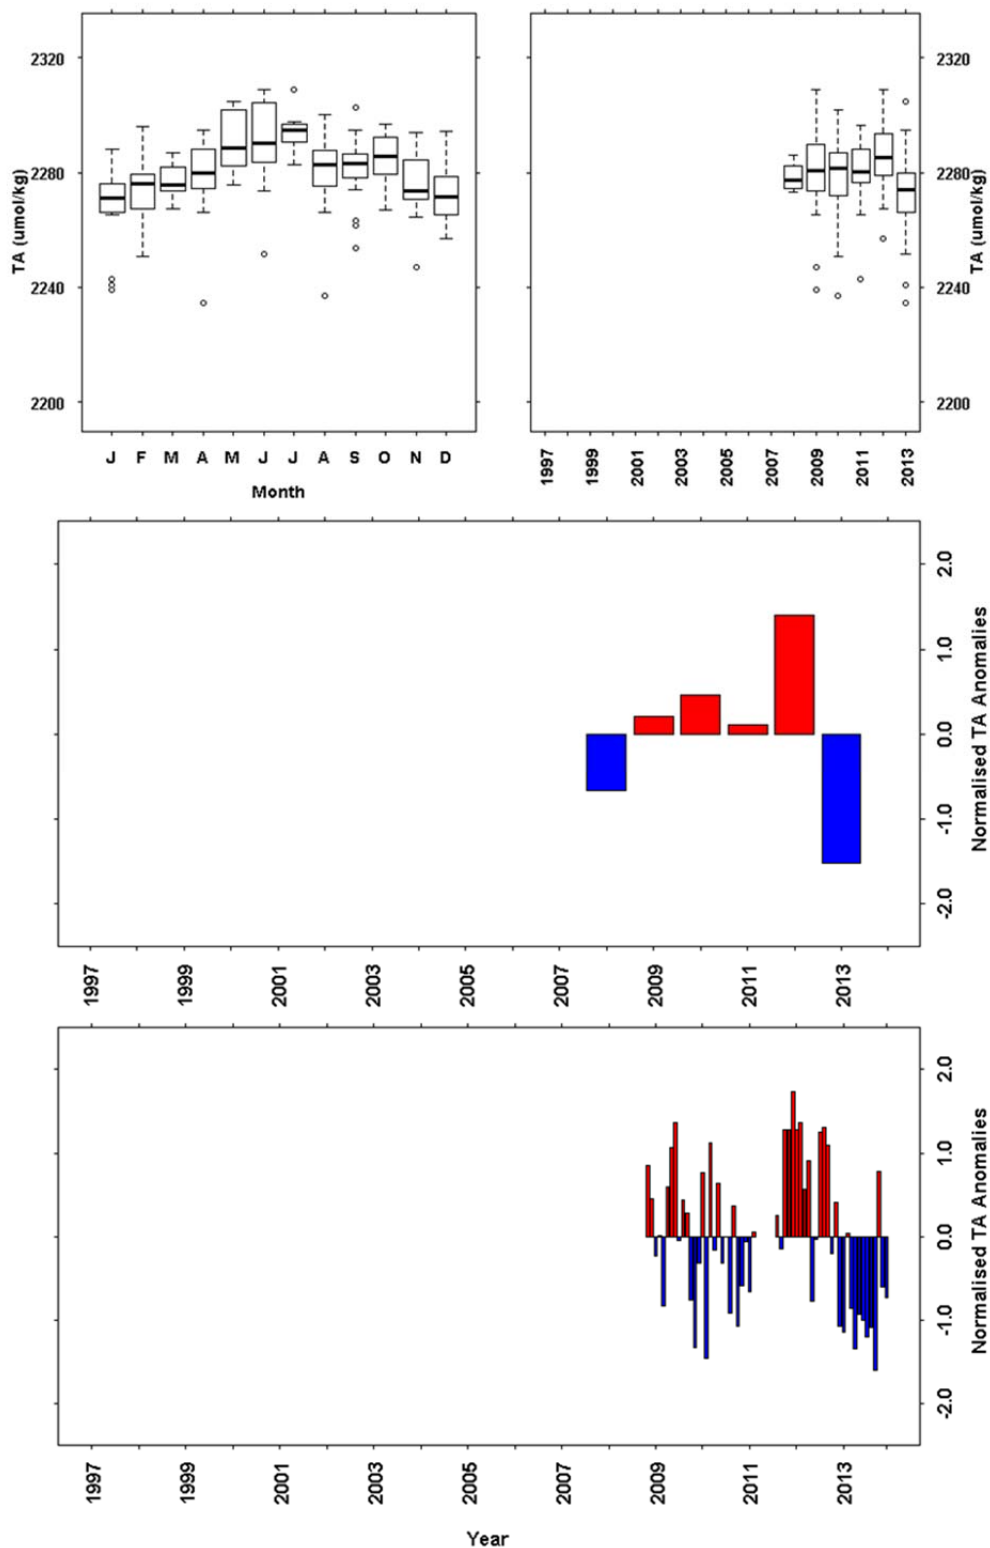 2320 2320
2280 2280
2240 2240
2200 2200
TA (umol/kg) TA (umol/kg)
J F M A M J J A S O N D
1997 1999 2001 2003 2005 2007 2009 2011 2013
Month
2.0
1.0
0.0
-1.0
-2.0
Normalised TA Anomalies
1997 1999 2001 2003 2005 2007 2009 2011 2013
2.0
1.0
0.0
-1.0
-2.0
Normalised TA Anomalies
1997 1999 2001 2003 2005 2007 2009 2011 2013
Year